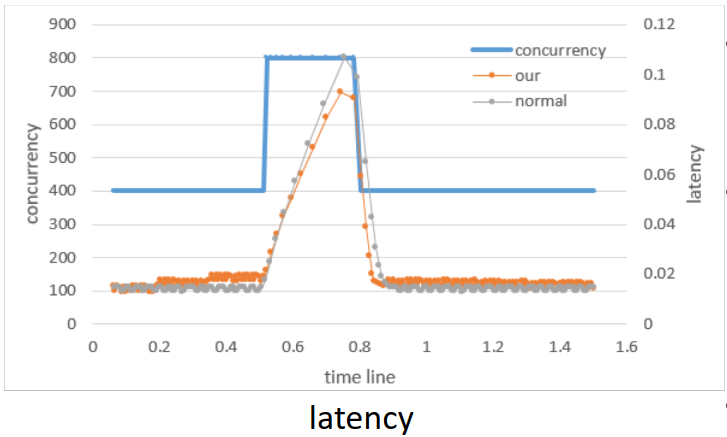 900 0.12
800 concurrency 0.1
700 our
600 normal 0.08
500 0.06
400
300 0.04
200 0.02
100
0 0
concurrency
latency
0 0.2 0.4 0.6 0.8 1 1.2 1.4 1.6
time line
latency